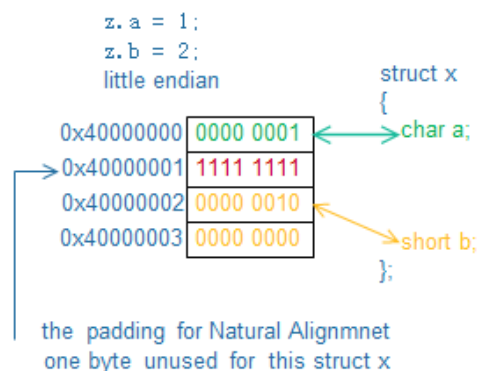 z.a = 1;
z.b = 2;
little endian
struct x
{
0x40000000 0000 0001 char a;
0x40000001 1111 1111
0x40000002 0000 0010
0x40000003 0000 0000 short b;
};
the padding for Natural Alignmnet
one byte unused for this struct x